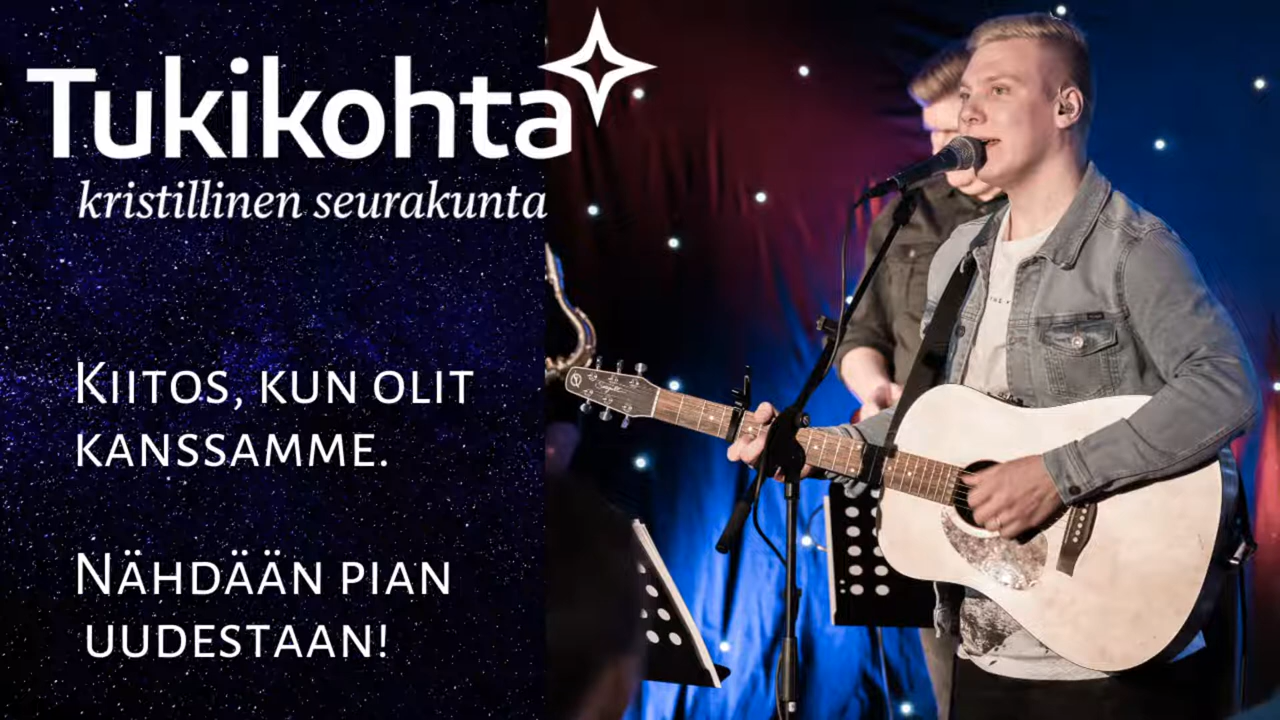 Tukikohta
kristillinen seurakunta
Kiitos, kun olit
kanssamme.
Nähdään pian
uudestaan!